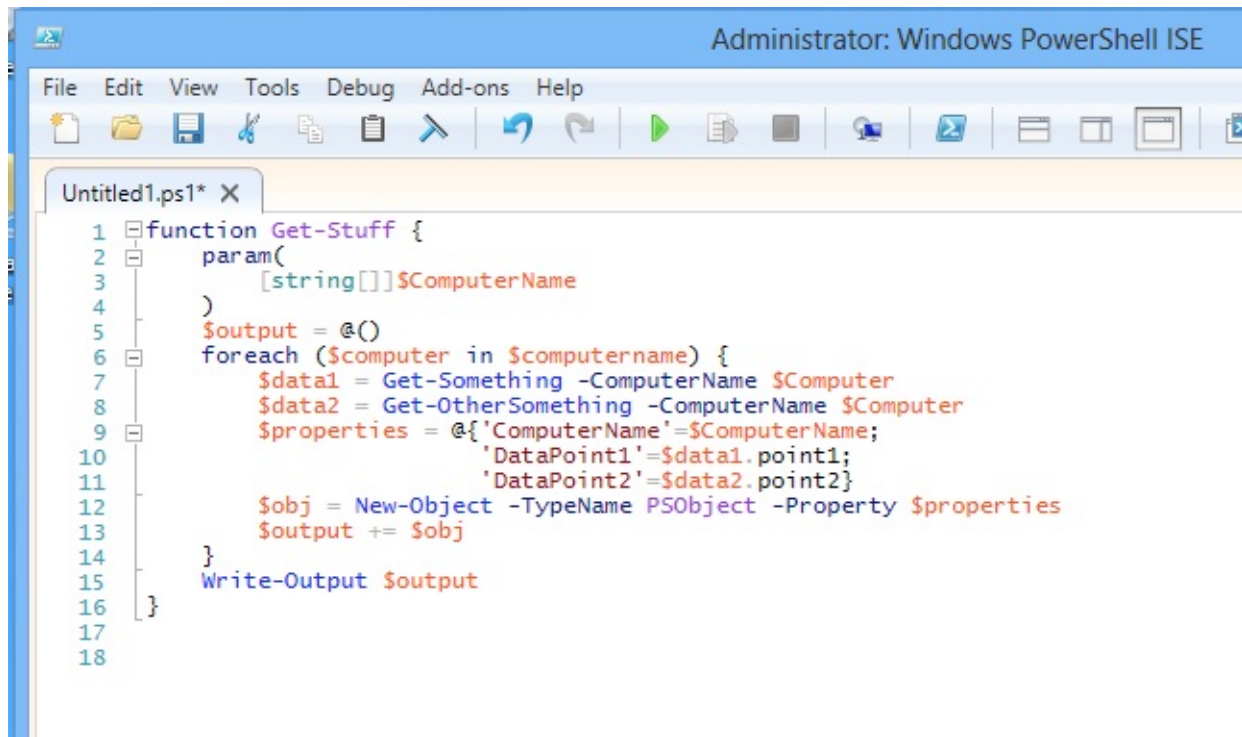 Administrator: Windows PowerShell ISE
File Edit View Tools Debug Add-ons Help
Untitled1.ps1* X
1 function Get-Stuff {
2     param(
3         [string[]]$ComputerName
4     )
5     $output = @()
6     foreach ($computer in $computername) {
7         $data1 = Get-Something -ComputerName $Computer
8         $data2 = Get-OtherSomething -ComputerName $Computer
9         $properties = @{'ComputerName'=$ComputerName;
10                         'DataPoint1'=$data1.point1;
11                         'DataPoint2'=$data2.point2}
12         $obj = New-Object -TypeName PSObject -Property $properties
13         $output += $obj
14     }
15     Write-Output $output
16 }
17
18